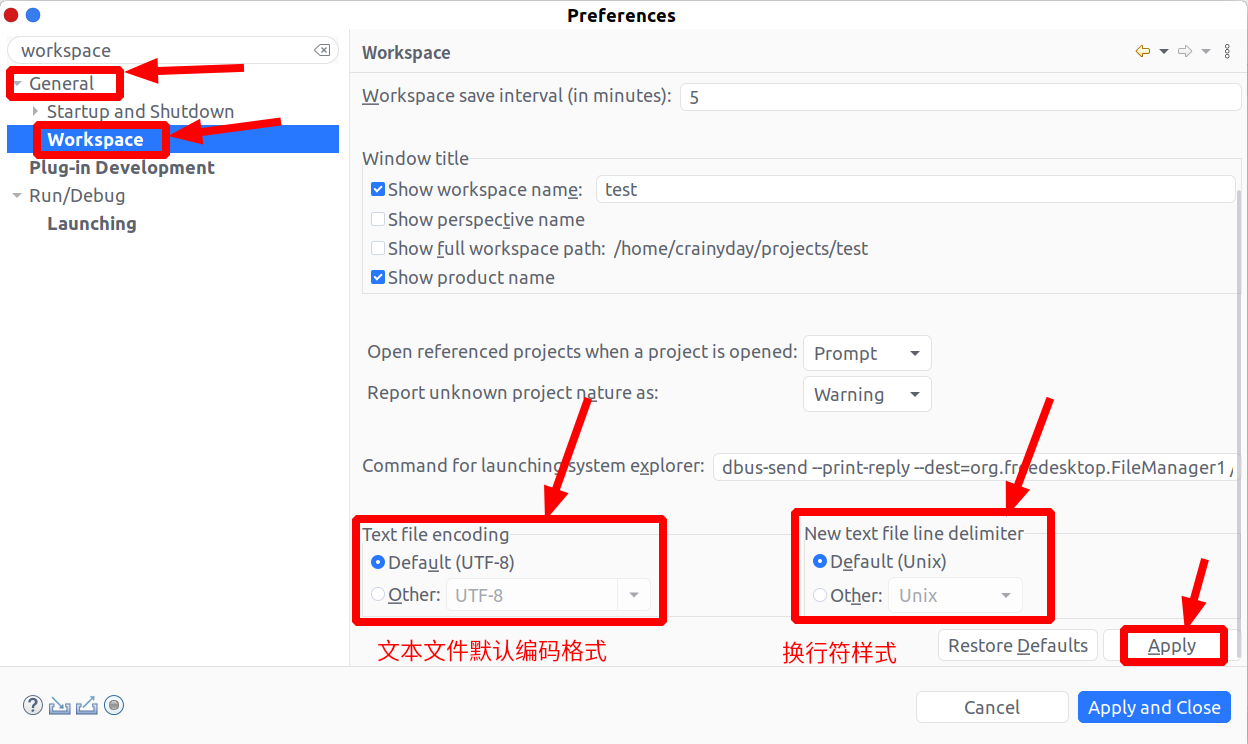 Preferences
workspace
General
Startup and Shutdown
Workspace
Plug-in Development
Run/Debug
Launching
Workspace
Workspace save interval (in minutes): 5
Window title
Show workspace name: test
Show perspective name
Show full workspace path: /home/crainyday/projects/test
Show product name
Open referenced projects when a project is opened: Prompt
Report unknown project nature as: Warning
Command for launching system explorer: dbus-send --print-reply --dest=org.freedesktop.FileManager1 /
Text file encoding
Default (UTF-8)
Other: UTF-8
文本文件默认编码格式
New text file line delimiter
Default (Unix)
Other: Unix
换行符样式
Restore Defaults
Apply
?
Cancel
Apply and Close